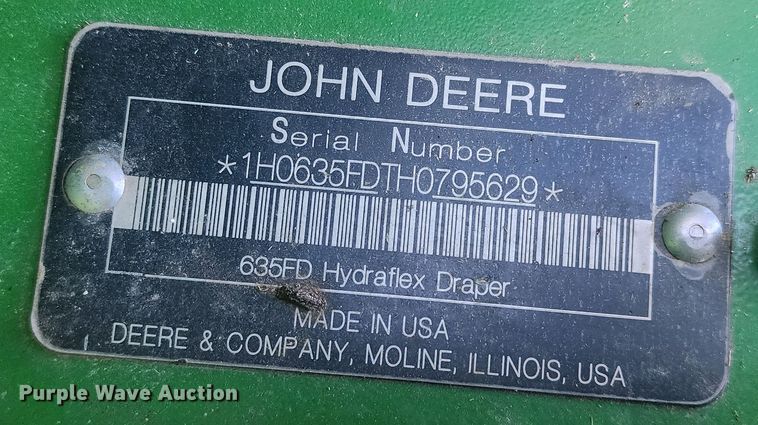 JOHN DEERE
Serial Number
*1H0635FDTH0795629*
635FD Hydraflex Draper
MADE IN USA
DEERE & COMPANY, MOLINE, ILLINOIS, USA
Purple Wave Auction